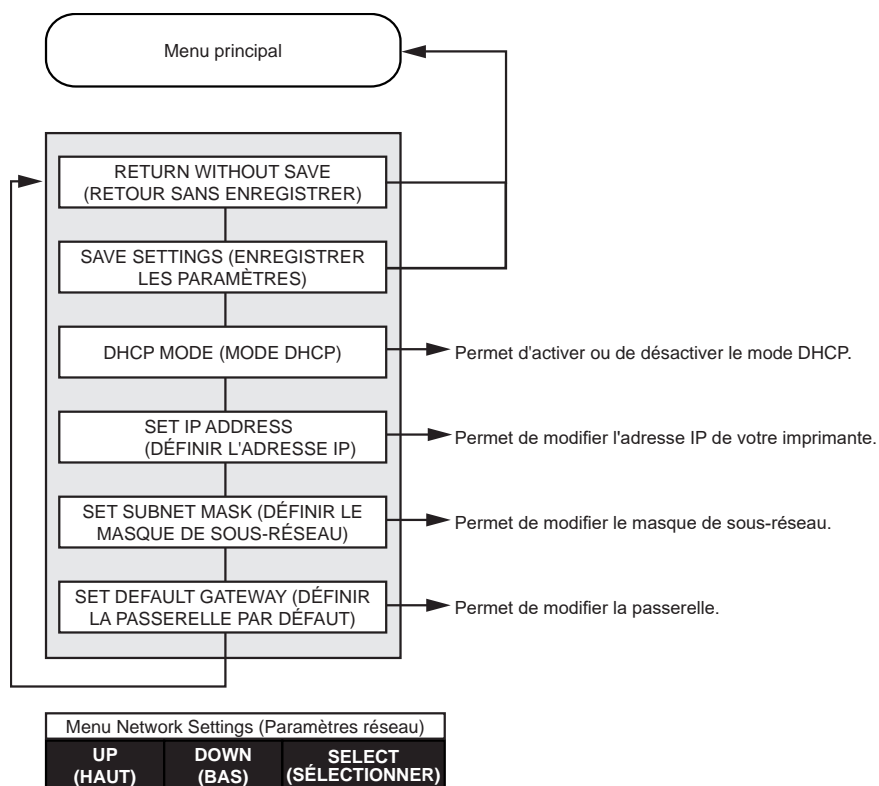 Menu principal
RETURN WITHOUT SAVE
(RETOUR SANS ENREGISTRER)
SAVE SETTINGS (ENREGISTRER
LES PARAMÈTRES)
DHCP MODE (MODE DHCP)
Permet d'activer ou de désactiver le mode DHCP.
SET IP ADDRESS
(DÉFINIR L'ADRESSE IP)
Permet de modifier l'adresse IP de votre imprimante.
SET SUBNET MASK (DÉFINIR LE
MASQUE DE SOUS-RÉSEAU)
Permet de modifier le masque de sous-réseau.
SET DEFAULT GATEWAY (DÉFINIR
LA PASSERELLE PAR DÉFAUT)
Permet de modifier la passerelle.
Menu Network Settings (Paramètres réseau)
UP
(HAUT)
DOWN
(BAS)
SELECT
(SÉLECTIONNER)